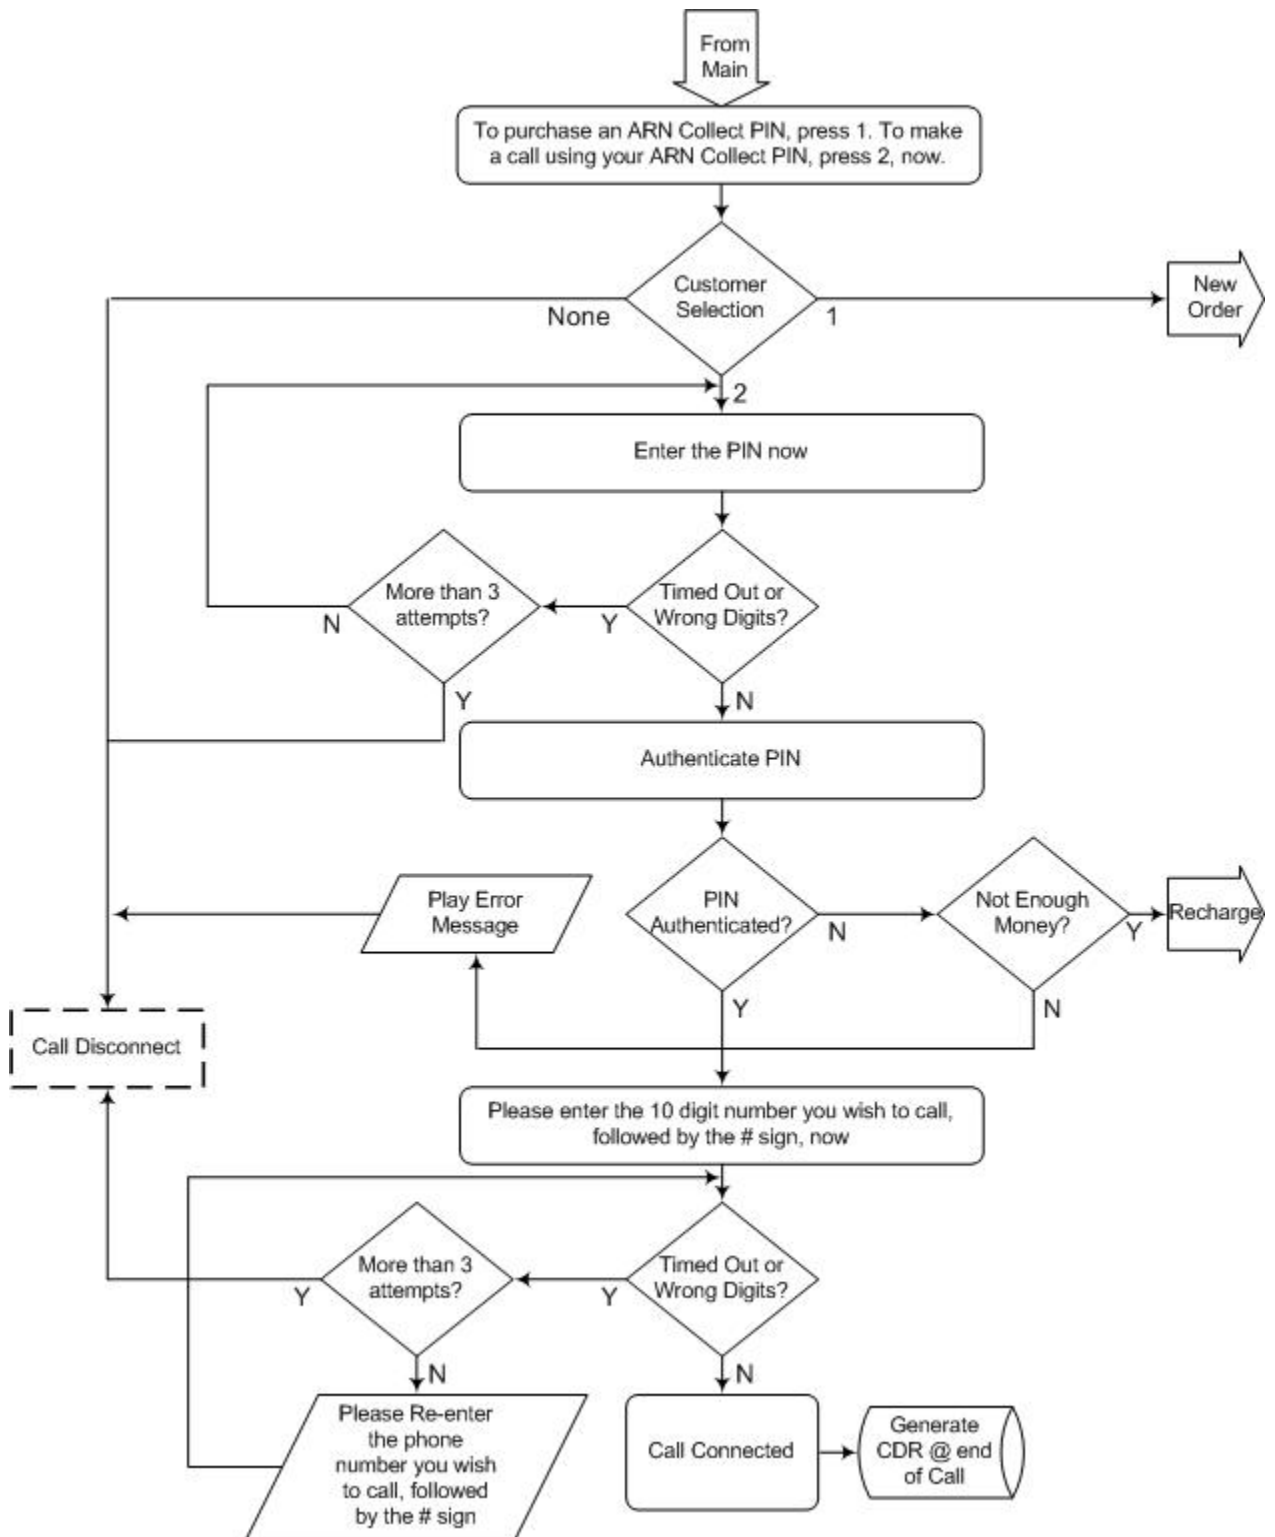 From
Main
To purchase an ARN Collect PIN, press 1. To make
a call using your ARN Collect PIN, press 2, now.
Customer
Selection
None
1
New
Order
2
Enter the PIN now
More than 3
attempts?
Timed Out or
Wrong Digits?
N
Y
Y
N
Authenticate PIN
Play Error
Message
PIN
Authenticated?
Not Enough
Money?
Recharge
N
Y
Y
N
Call Disconnect
Please enter the 10 digit number you wish to call,
followed by the # sign, now
More than 3
attempts?
Timed Out or
Wrong Digits?
Y
Y
N
N
Please Re-enter
the phone
number you wish
to call, followed
by the # sign
Call Connected
Generate
CDR @ end
of Call